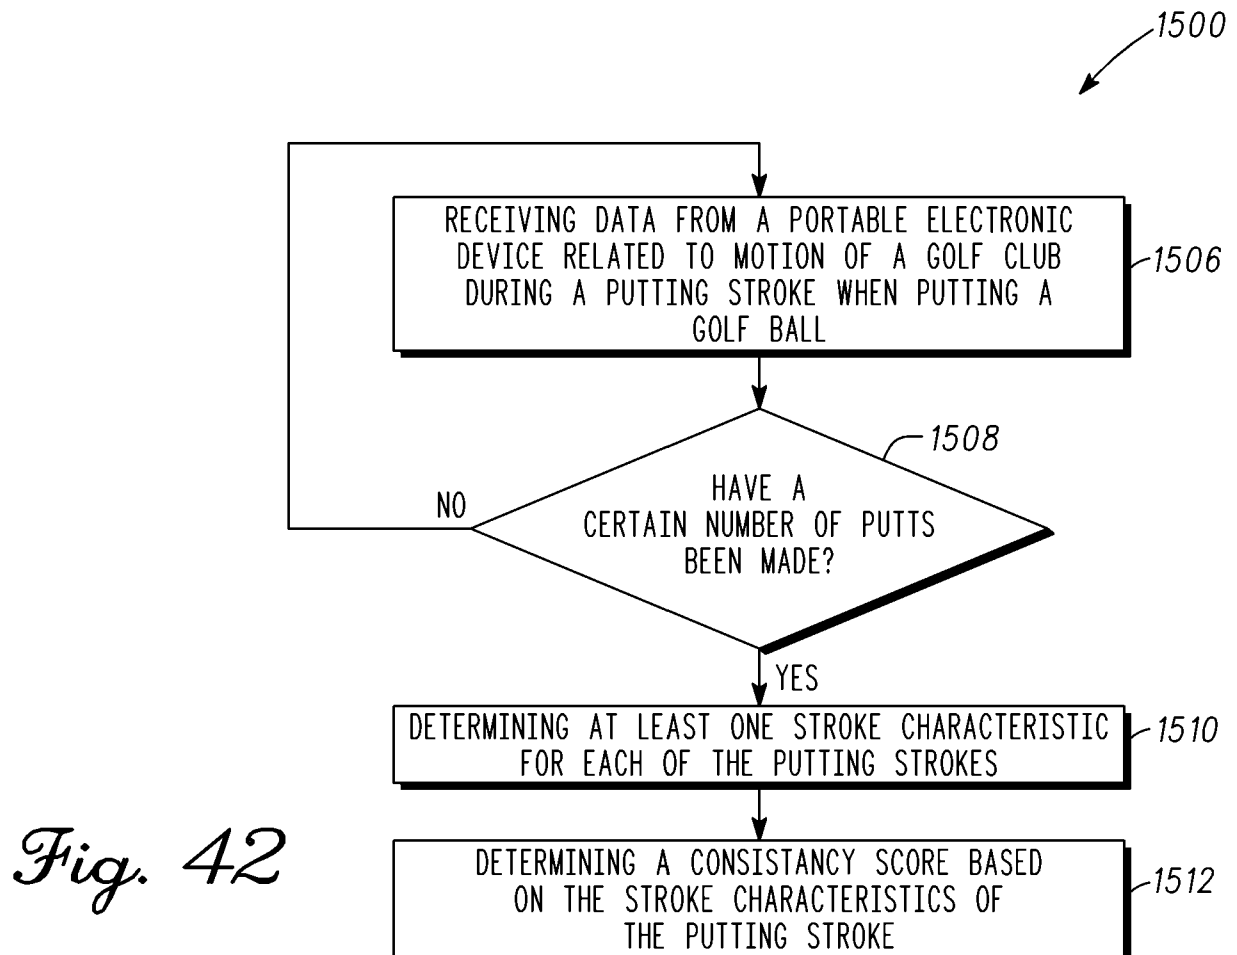 1500
RECEIVING DATA FROM A PORTABLE ELECTRONIC
DEVICE RELATED TO MOTION OF A GOLF CLUB
DURING A PUTTING STROKE WHEN PUTTING A
GOLF BALL
1506
1508
HAVE A
CERTAIN NUMBER OF PUTTS
BEEN MADE?
NO
YES
DETERMINING AT LEAST ONE STROKE CHARACTERISTIC
FOR EACH OF THE PUTTING STROKES
1510
DETERMINING A CONSISTANCY SCORE BASED
ON THE STROKE CHARACTERISTICS OF
THE PUTTING STROKE
1512
Fig. 42